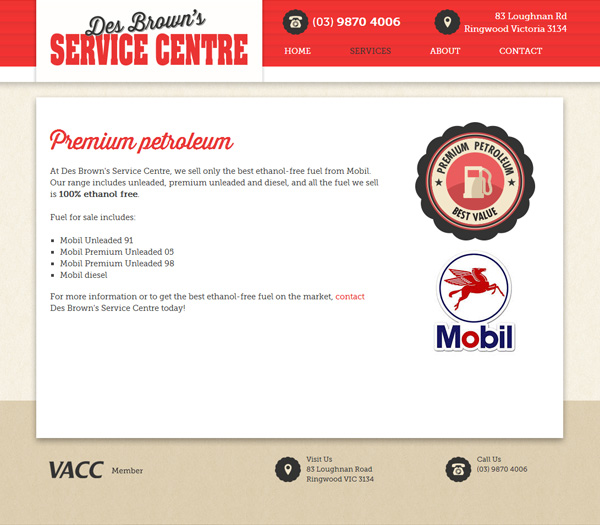 Des Brown's
SERVICE CENTRE
(03) 9870 4006
83 Loughnan Rd
Ringwood Victoria 3134
HOME
SERVICES
ABOUT
CONTACT
Premium petroleum
At Des Brown's Service Centre, we sell only the best ethanol-free fuel from Mobil.
Our range includes unleaded, premium unleaded and diesel, and all the fuel we sell
is 100% ethanol free.
Fuel for sale includes:
Mobil Unleaded 91
Mobil Premium Unleaded 05
Mobil Premium Unleaded 98
Mobil diesel
For more information or to get the best ethanol-free fuel on the market, contact
Des Brown's Service Centre today!
PREMIUM PETROLEUM
BEST VALUE
Mobil
VACC Member
Visit Us
83 Loughnan Road
Ringwood VIC 3134
Call Us
(03) 9870 4006